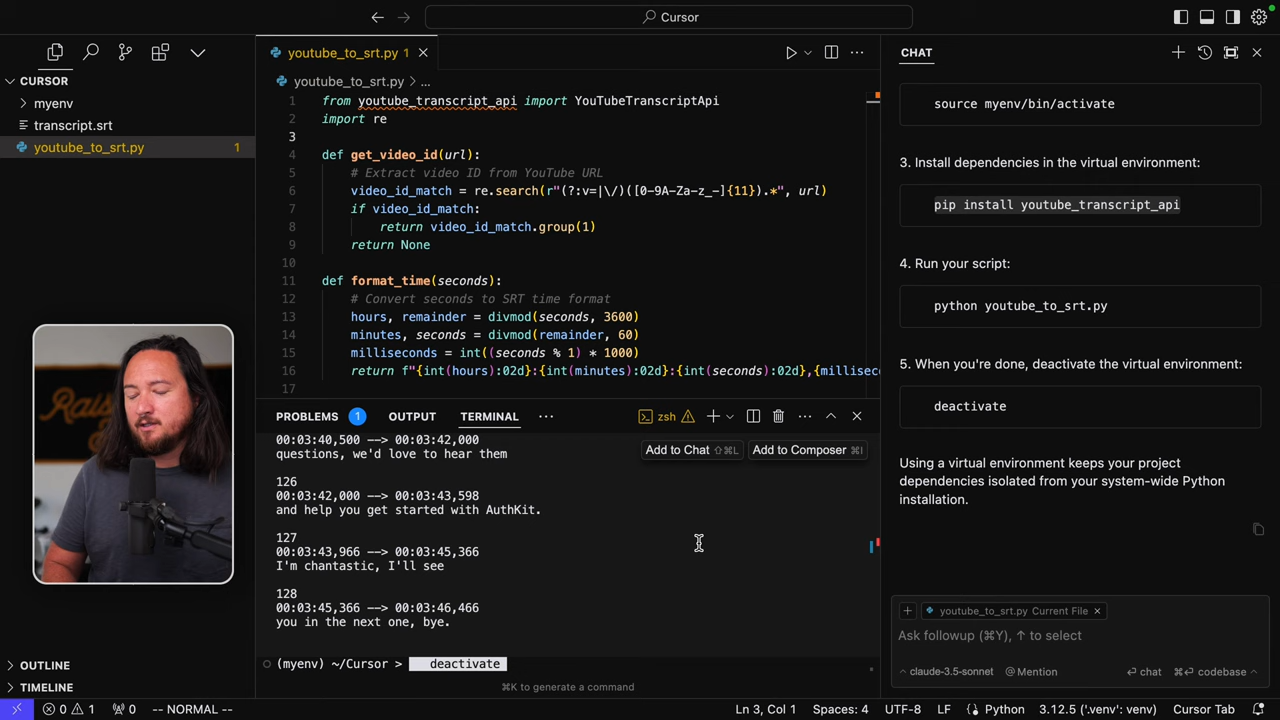 Cursor
CURSOR
myenv
transcript.srt
youtube_to_srt.py 1
OUTLINE
TIMELINE
youtube_to_srt.py 1
youtube_to_srt.py > ...
1 from youtube_transcript_api import YouTubeTranscriptApi
2 import re
3
4 def get_video_id(url):
5 # Extract video ID from YouTube URL
6 video_id_match = re.search(r"(?:v=|\/)([0-9A-Za-z_-]{11}).*", url)
7 if video_id_match:
8 return video_id_match.group(1)
9 return None
10
11 def format_time(seconds):
12 # Convert seconds to SRT time format
13 hours, remainder = divmod(seconds, 3600)
14 minutes, seconds = divmod(remainder, 60)
15 milliseconds = int((seconds % 1) * 1000)
16 return f"{int(hours):02d}:{int(minutes):02d}:{int(seconds):02d},{millisec
17
PROBLEMS 1 OUTPUT TERMINAL ... zsh
Add to Chat ⇧⌘L Add to Composer ⌘I
00:03:40,500 --> 00:03:42,000
questions, we'd love to hear them
126
00:03:42,000 --> 00:03:43,598
and help you get started with AuthKit.
127
00:03:43,966 --> 00:03:45,366
I'm chantastic, I'll see
128
00:03:45,366 --> 00:03:46,466
you in the next one, bye.
(myenv) ~/Cursor > deactivate
⌘K to generate a command
CHAT
source myenv/bin/activate
3. Install dependencies in the virtual environment:
pip install youtube_transcript_api
4. Run your script:
python youtube_to_srt.py
5. When you're done, deactivate the virtual environment:
deactivate
Using a virtual environment keeps your project
dependencies isolated from your system-wide Python
installation.
youtube_to_srt.py Current File
Ask followup (⌘Y), ↑ to select
claude-3.5-sonnet @ Mention chat ⌘ codebase
0 1 0 -- NORMAL -- Ln 3, Col 1 Spaces: 4 UTF-8 LF Python 3.12.5 ('.venv': venv) Cursor Tab